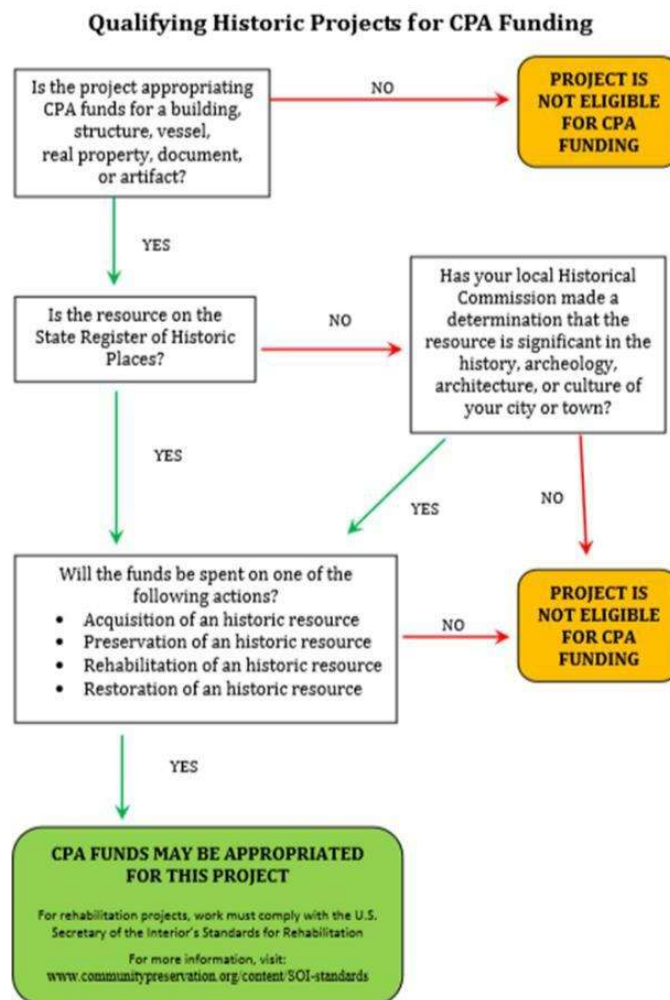 Qualifying Historic Projects for CPA Funding
Is the project appropriating
CPA funds for a building,
structure, vessel,
real property, document,
or artifact?
NO
PROJECT IS
NOT ELIGIBLE
FOR CPA
FUNDING
YES
Is the resource on the
State Register of Historic
Places?
NO
Has your local Historical
Commission made a
determination that the
resource is significant in the
history, archeology,
architecture, or culture of
your city or town?
YES
YES
NO
Will the funds be spent on one of the
following actions?
• Acquisition of an historic resource
• Preservation of an historic resource
• Rehabilitation of an historic resource
• Restoration of an historic resource
NO
PROJECT IS
NOT ELIGIBLE
FOR CPA
FUNDING
YES
CPA FUNDS MAY BE APPROPRIATED
FOR THIS PROJECT
For rehabilitation projects, work must comply with the U.S.
Secretary of the Interior's Standards for Rehabilitation
For more information, visit:
www.communitypreservation.org/content/SOI-standards